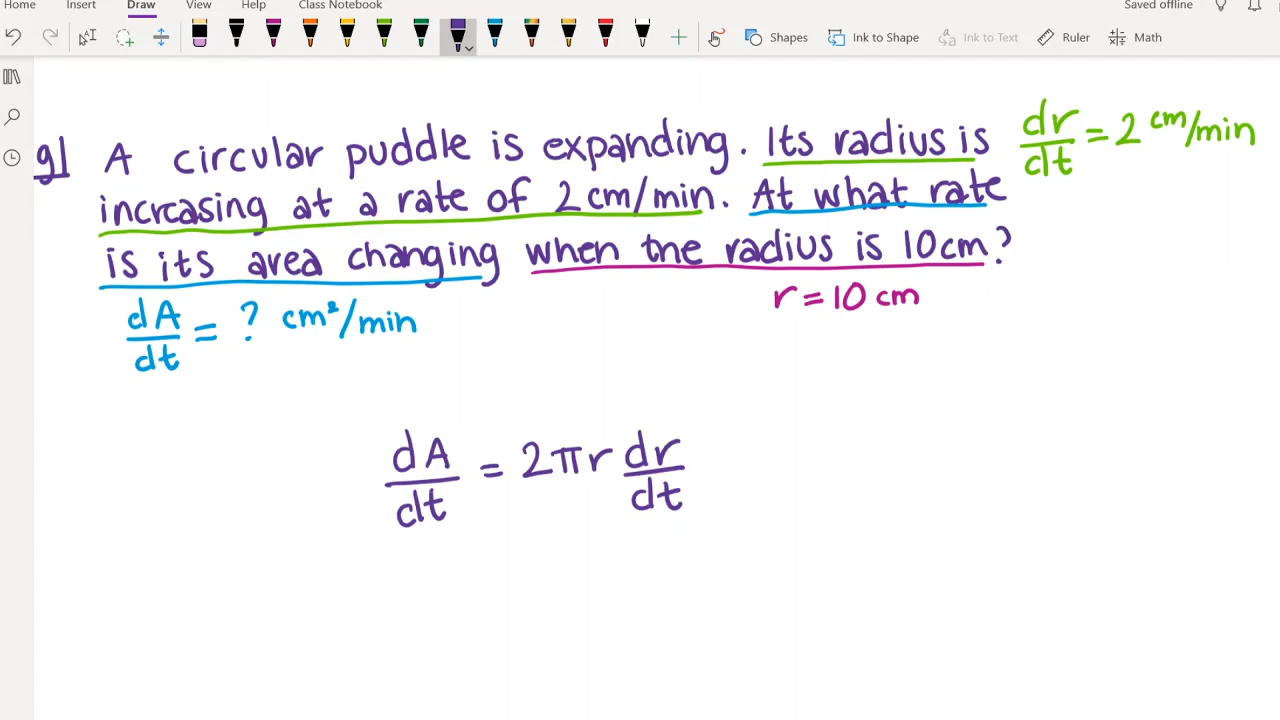 Home Insert Draw View Help Class Notebook Saved offline
Shapes Ink to Shape Ink to Text Ruler Math
g] A circular puddle is expanding. Its radius is dr/dt = 2 cm/min
increasing at a rate of 2 cm/min. At what rate
is its area changing when the radius is 10 cm?
r = 10 cm
dA/dt = ? cm²/min
dA/dt = 2πr dr/dt